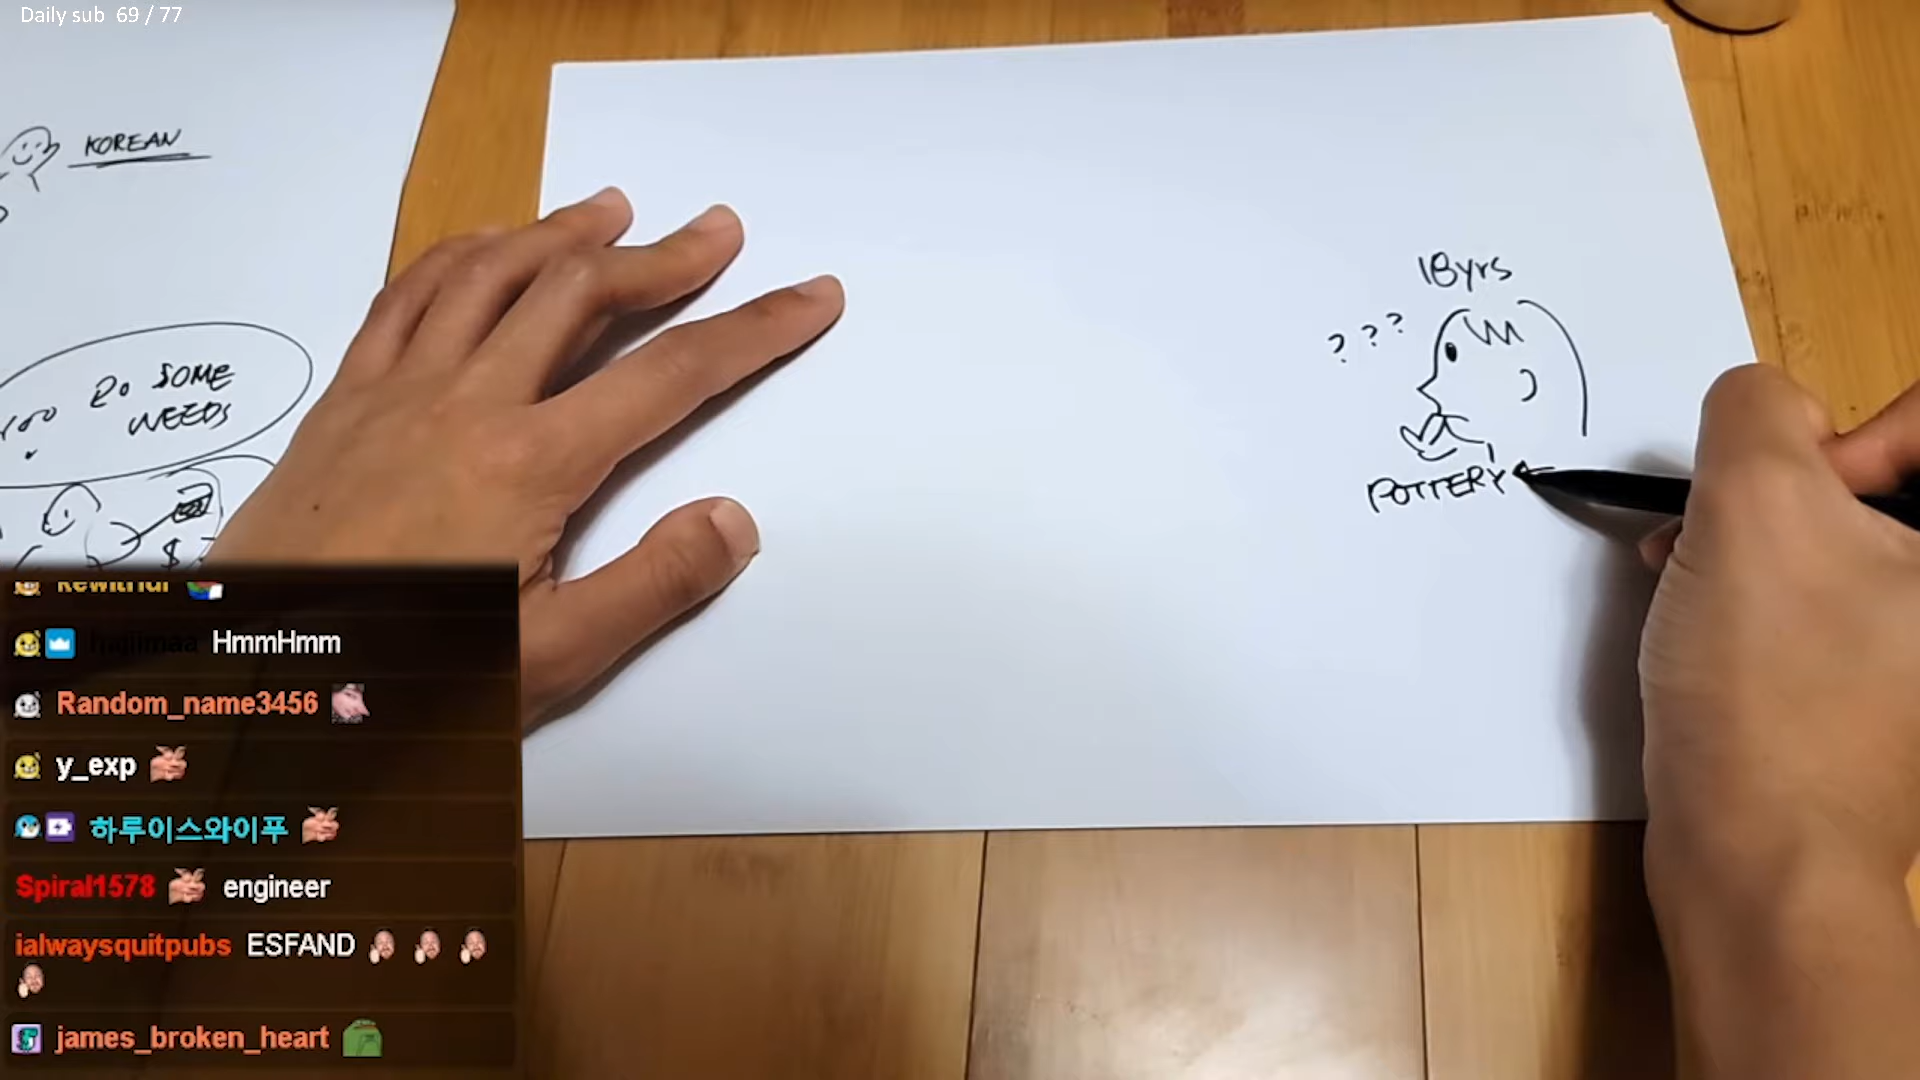 Daily sub 69 / 77
KOREAN
DO SOME
WEEDS
$
18yrs
? ? ?
POTTERY
HmmHmm
Random_name3456
y_exp
하루이스와이푸
Spiral1578 engineer
ialwaysquitpubs ESFAND
james_broken_heart